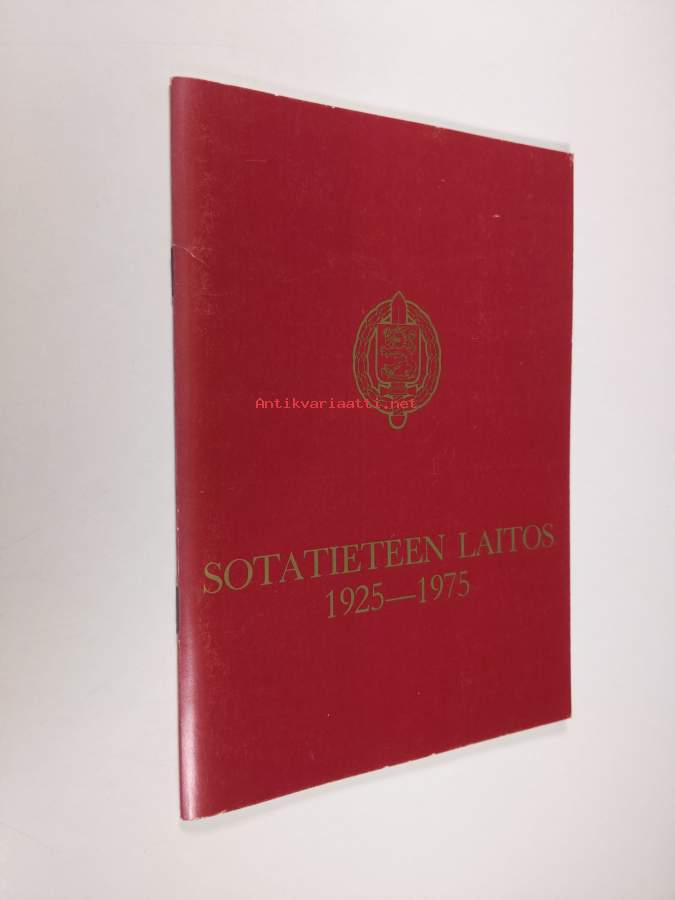 Antikvariaatti.net
SOTATIETEEN LAITOS
1925—1975